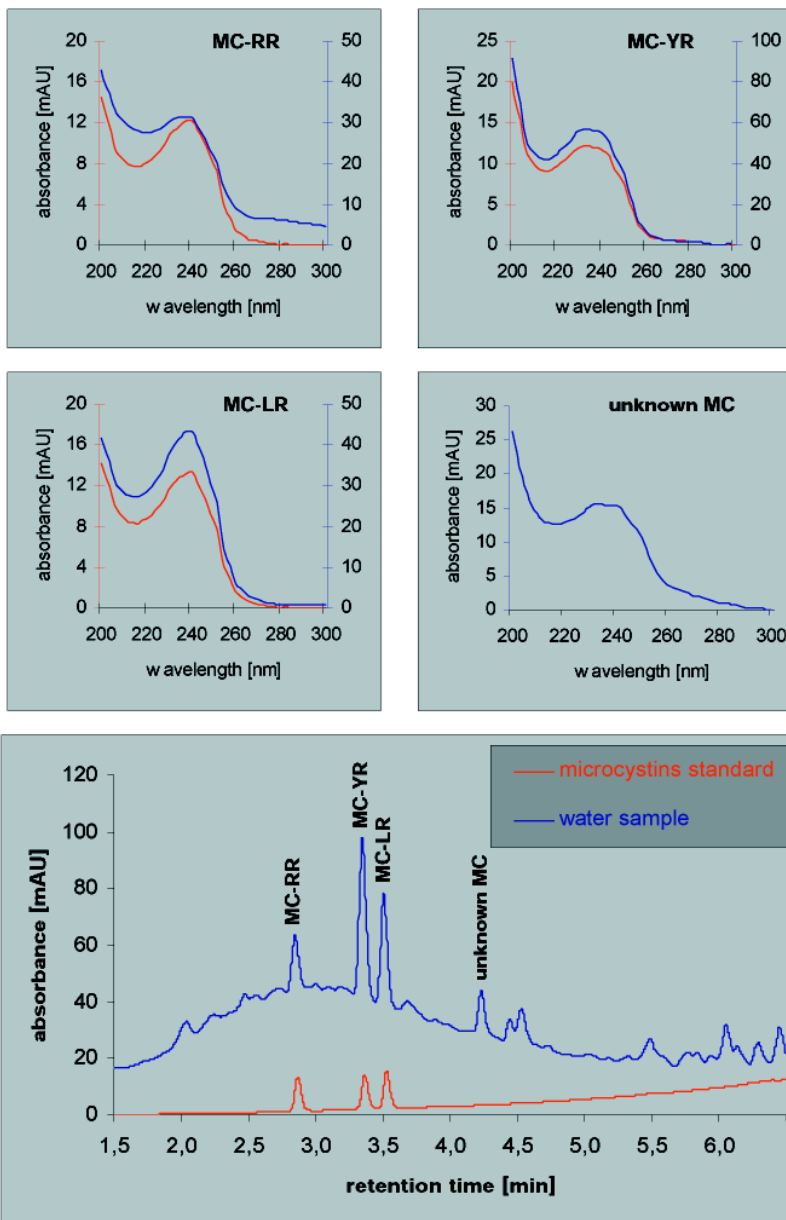 MC-RR
absorbance [mAU]
20
16
12
8
4
0
50
40
30
20
10
0
200 220 240 260 280 300
w avelength [nm]
MC-YR
absorbance [mAU]
25
20
15
10
5
0
100
80
60
40
20
0
200 220 240 260 280 300
w avelength [nm]
MC-LR
absorbance [mAU]
20
16
12
8
4
0
50
40
30
20
10
0
200 220 240 260 280 300
w avelength [nm]
unknown MC
absorbance [mAU]
30
25
20
15
10
5
0
200 220 240 260 280 300
w avelength [nm]
microcystins standard
water sample
absorbance [mAU]
120
100
80
60
40
20
0
MC-RR
MC-YR
MC-LR
unknown MC
1,5 2,0 2,5 3,0 3,5 4,0 4,5 5,0 5,5 6,0
retention time [min]